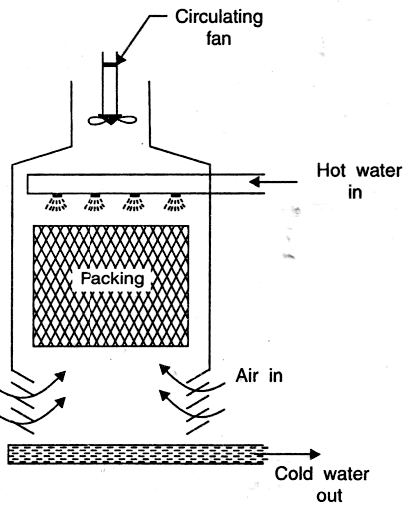 Circulating
fan
Hot water
in
Packing
Air in
Cold water
out